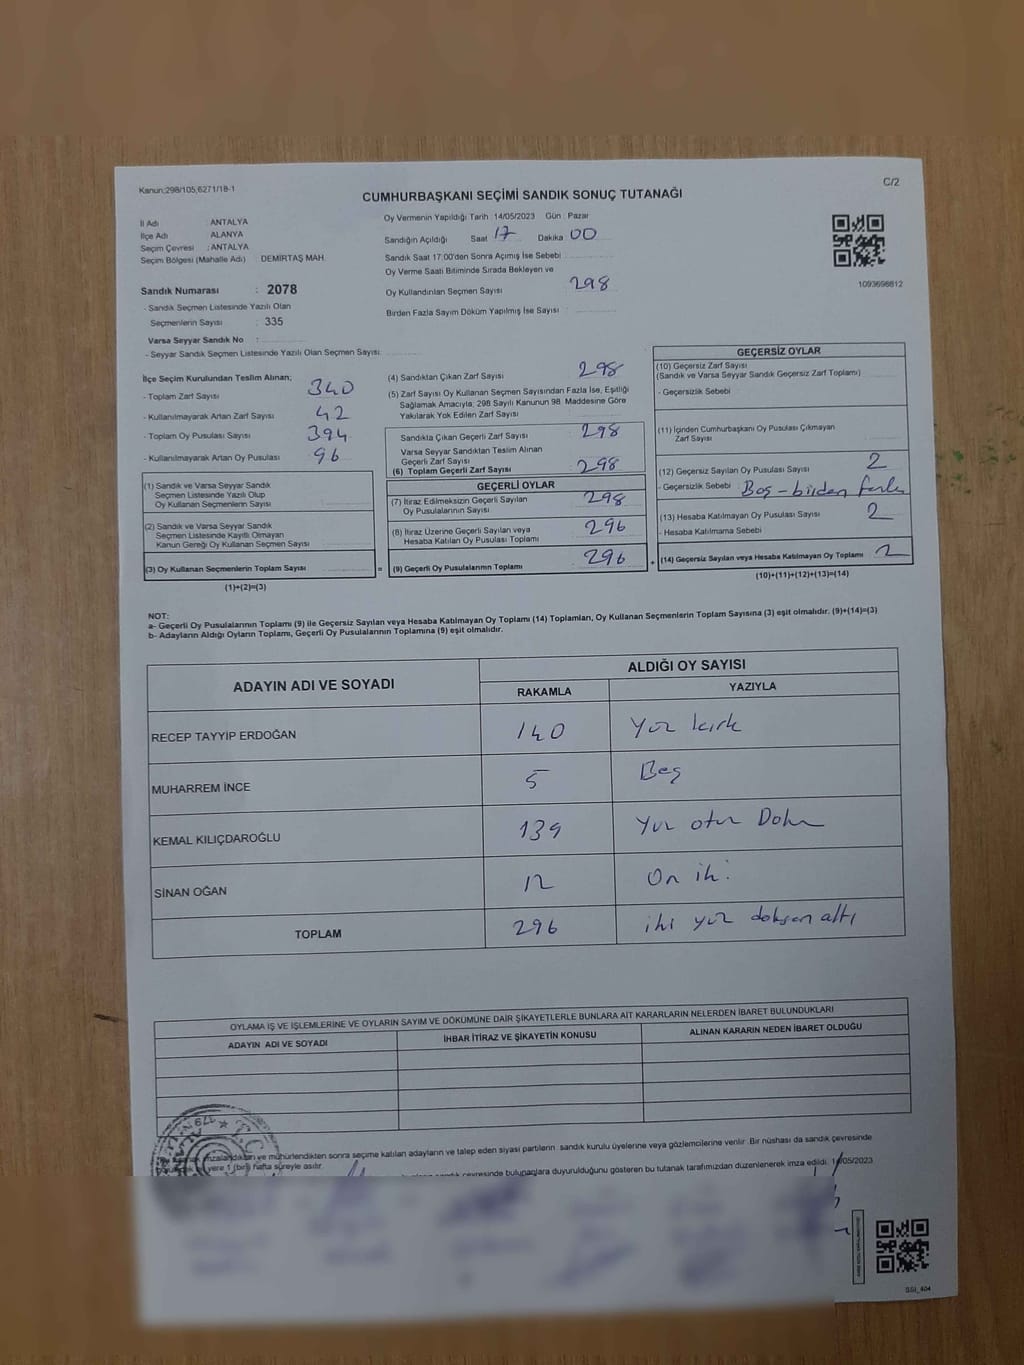 Kanun;298/105;6271/18-1
C/2
CUMHURBAŞKANI SEÇİMİ SANDIK SONUÇ TUTANAĞI
İl Adı : ANTALYA
İlçe Adı : ALANYA
Seçim Çevresi : ANTALYA
Seçim Bölgesi (Mahalle Adı) DEMİRTAŞ MAH.
Sandık Numarası : 2078
- Sandık Seçmen Listesinde Yazılı Olan
Seçmenlerin Sayısı : 335
Varsa Seyyar Sandık No :
- Seyyar Sandık Listesinde Yazılı Olan Seçmen Sayısı:
Oy Vermenin Yapıldığı Tarih 14/05/2023 Gün : Pazar
Sandığın Açıldığı Saat 17 Dakika 00
Sandık Saat 17:00'den Sonra Açımış İse Sebebi
Oy Verme Saati Bitiminde Sırada Bekleyen ve
Oy Kullandırılan Seçmen Sayısı 298
Birden Fazla Sayım Döküm Yapılmış İse Sayısı :
1093698812
İlçe Seçim Kurulundan Teslim Alınan;
- Toplam Zarf Sayısı 340
- Kullanılmayarak Artan Zarf Sayısı 42
- Toplam Oy Pusulası Sayısı 394
- Kullanılmayarak Artan Oy Pusulası 96
(1) Sandık ve Varsa Seyyar Sandık
Seçmen Listesinde Yazılı Olup
Oy Kullanan Seçmenlerin Sayısı
(2) Sandık ve Varsa Seyyar Sandık
Seçmen Listesinde Kayıtlı Olmayan
Kanun Gereği Oy Kullanan Seçmen Sayısı
(3) Oy Kullanan Seçmenlerin Toplam Sayısı
(1)+(2)=(3)
(4) Sandıktan Çıkan Zarf Sayısı 298
(5) Zarf Sayısı Oy Kullanan Seçmen Sayısından Fazla İse, Eşitliği
Sağlamak Amacıyla; 298 Sayılı Kanunun 98. Maddesine Göre
Yakılarak Yok Edilen Zarf Sayısı
Sandıkla Çıkan Geçerli Zarf Sayısı 298
Varsa Seyyar Sandıktan Teslim Alınan
Geçerli Zarf Sayısı
(6) Toplam Geçerli Zarf Sayısı 298
GEÇERLİ OYLAR
(7) İtiraz Edilmeksizin Geçerli Sayılan
Oy Pusulalarının Sayısı 298
(8) İtiraz Üzerine Geçerli Sayılan veya
Hesaba Katılan Oy Pusulası Toplamı 296
= (9) Geçerli Oy Pusulalarının Toplamı 296
GEÇERSİZ OYLAR
(10) Geçersiz Zarf Sayısı
(Sandık ve Varsa Seyyar Sandık Geçersiz Zarf Toplamı)
- Geçersizlik Sebebi
(11) İçinden Cumhurbaşkanı Oy Pusulası Çıkmayan
Zarf Sayısı
(12) Geçersiz Sayılan Oy Pusulası Sayısı 2
- Geçersizlik Sebebi : Boş - birden fazla
(13) Hesaba Katılmayan Oy Pusulası Sayısı 2
- Hesaba Katılmama Sebebi
+ (14) Geçersiz Sayılan veya Hesaba Katılmayan Oy Toplamı 2
(10)+(11)+(12)+(13)=(14)
NOT:
a- Geçerli Oy Pusulalarının Toplamı (9) ile Geçersiz Sayılan veya Hesaba Katılmayan Oy Toplamı (14) Toplamları, Oy Kullanan Seçmenlerin Toplam Sayısına (3) eşit olmalıdır. (9)+(14)=(3)
b- Adayların Aldığı Oyların Toplamı, Geçerli Oy Pusulalarının Toplamına (9) eşit olmalıdır.
ADAYIN ADI VE SOYADI ALDIĞI OY SAYISI
RAKAMLA YAZIYLA
RECEP TAYYİP ERDOĞAN 140 Yüz kırk
MUHARREM İNCE 5 Beş
KEMAL KILIÇDAROĞLU 139 Yüz otuz Dokuz
SİNAN OĞAN 12 On iki
TOPLAM 296 iki yüz doksan altı
OYLAMA İŞ VE İŞLEMLERİNE VE OYLARIN SAYIM VE DÖKÜMÜNE DAİR ŞİKAYETLERLE BUNLARA AİT KARARLARIN NELERDEN İBARET BULUNDUKLARI
ADAYIN ADI VE SOYADI İHBAR İTİRAZ VE ŞİKAYETİN KONUSU ALINAN KARARIN NEDEN İBARET OLDUĞU
imzalandıktan ve mühürlendikten sonra seçime katılan adayların ve talep eden siyasi partilerin sandık kurulu üyelerine veya gözlemcilerine verilir. Bir nüshası da sandık çevresinde
yere 1 (bir) hafta süreyle asılır.
sandık çevresinde bulunanlara duyurulduğunu gösteren bu tutanak tarafımızdan düzenlenerek imza edildi. 14/05/2023